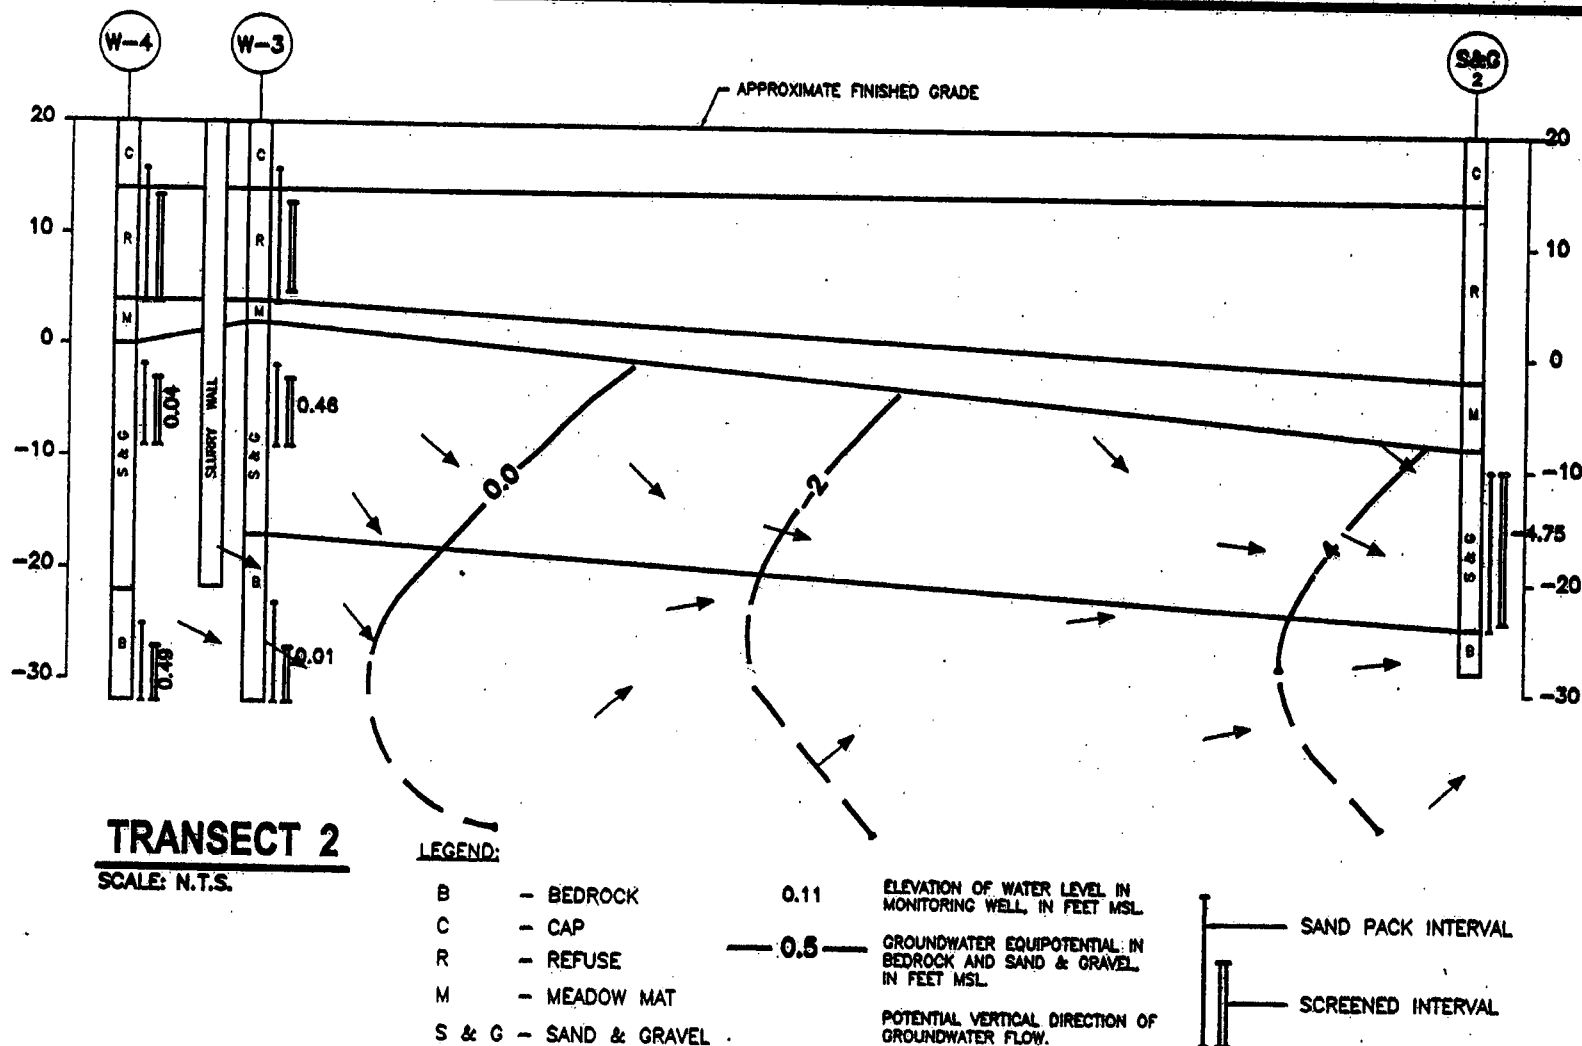 W-4
W-3
S&G
2
APPROXIMATE FINISHED GRADE
20
10
0
-10
-20
-30
C
R
M
S & G
B
0.04
0.49
SLURRY WALL
C
R
M
S & G
B
0.46
0.01
0.0
-2
4
C
R
M
S & G
B
-4.75
20
10
0
-10
-20
-30
TRANSECT 2
SCALE: N.T.S.
LEGEND:
B - BEDROCK
C - CAP
R - REFUSE
M - MEADOW MAT
S & G - SAND & GRAVEL
0.11 ELEVATION OF WATER LEVEL IN
MONITORING WELL, IN FEET MSL.
0.5 GROUNDWATER EQUIPOTENTIAL IN
BEDROCK AND SAND & GRAVEL,
IN FEET MSL.
POTENTIAL VERTICAL DIRECTION OF
GROUNDWATER FLOW.
SAND PACK INTERVAL
SCREENED INTERVAL